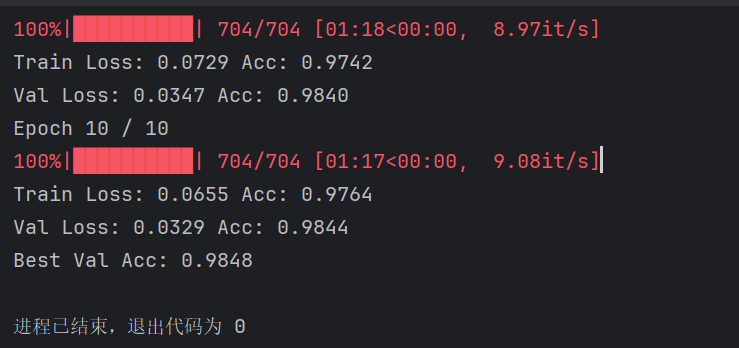 100%|██████████| 704/704 [01:18<00:00,  8.97it/s]
Train Loss: 0.0729 Acc: 0.9742
Val Loss: 0.0347 Acc: 0.9840
Epoch 10 / 10
100%|██████████| 704/704 [01:17<00:00,  9.08it/s]
Train Loss: 0.0655 Acc: 0.9764
Val Loss: 0.0329 Acc: 0.9844
Best Val Acc: 0.9848
进程已结束，退出代码为 0